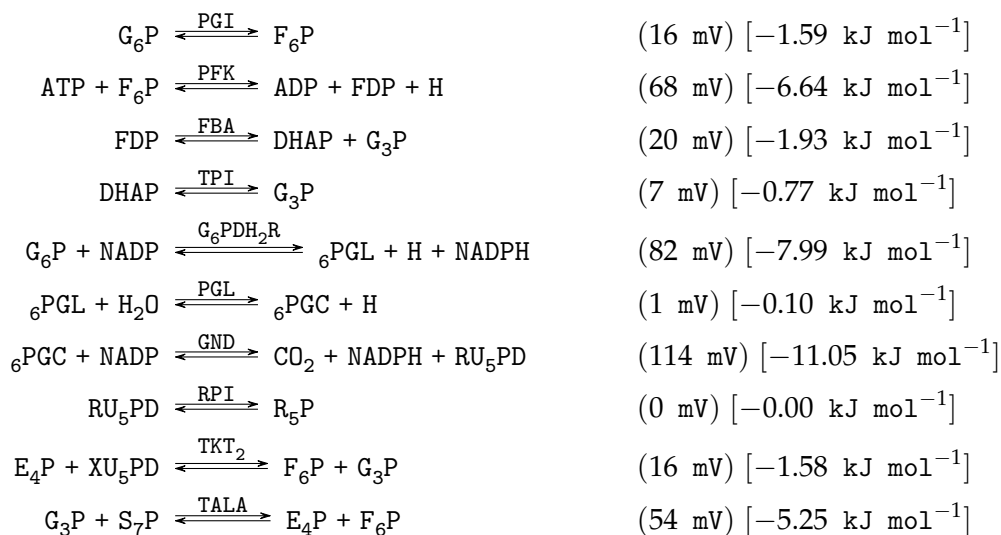 G₆P ⇌ PGI F₆P (16 mV) [−1.59 kJ mol⁻¹]
ATP + F₆P ⇌ PFK ADP + FDP + H (68 mV) [−6.64 kJ mol⁻¹]
FDP ⇌ FBA DHAP + G₃P (20 mV) [−1.93 kJ mol⁻¹]
DHAP ⇌ TPI G₃P (7 mV) [−0.77 kJ mol⁻¹]
G₆P + NADP ⇌ G₆PDH₂R ₆PGL + H + NADPH (82 mV) [−7.99 kJ mol⁻¹]
₆PGL + H₂O ⇌ PGL ₆PGC + H (1 mV) [−0.10 kJ mol⁻¹]
₆PGC + NADP ⇌ GND CO₂ + NADPH + RU₅PD (114 mV) [−11.05 kJ mol⁻¹]
RU₅PD ⇌ RPI R₅P (0 mV) [−0.00 kJ mol⁻¹]
E₄P + XU₅PD ⇌ TKT₂ F₆P + G₃P (16 mV) [−1.58 kJ mol⁻¹]
G₃P + S₇P ⇌ TALA E₄P + F₆P (54 mV) [−5.25 kJ mol⁻¹]